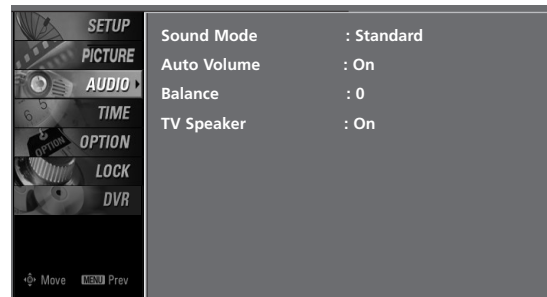 SETUP
PICTURE
AUDIO
TIME
OPTION
LOCK
DVR
Move MENU Prev
Sound Mode : Standard
Auto Volume : On
Balance : 0
TV Speaker : On